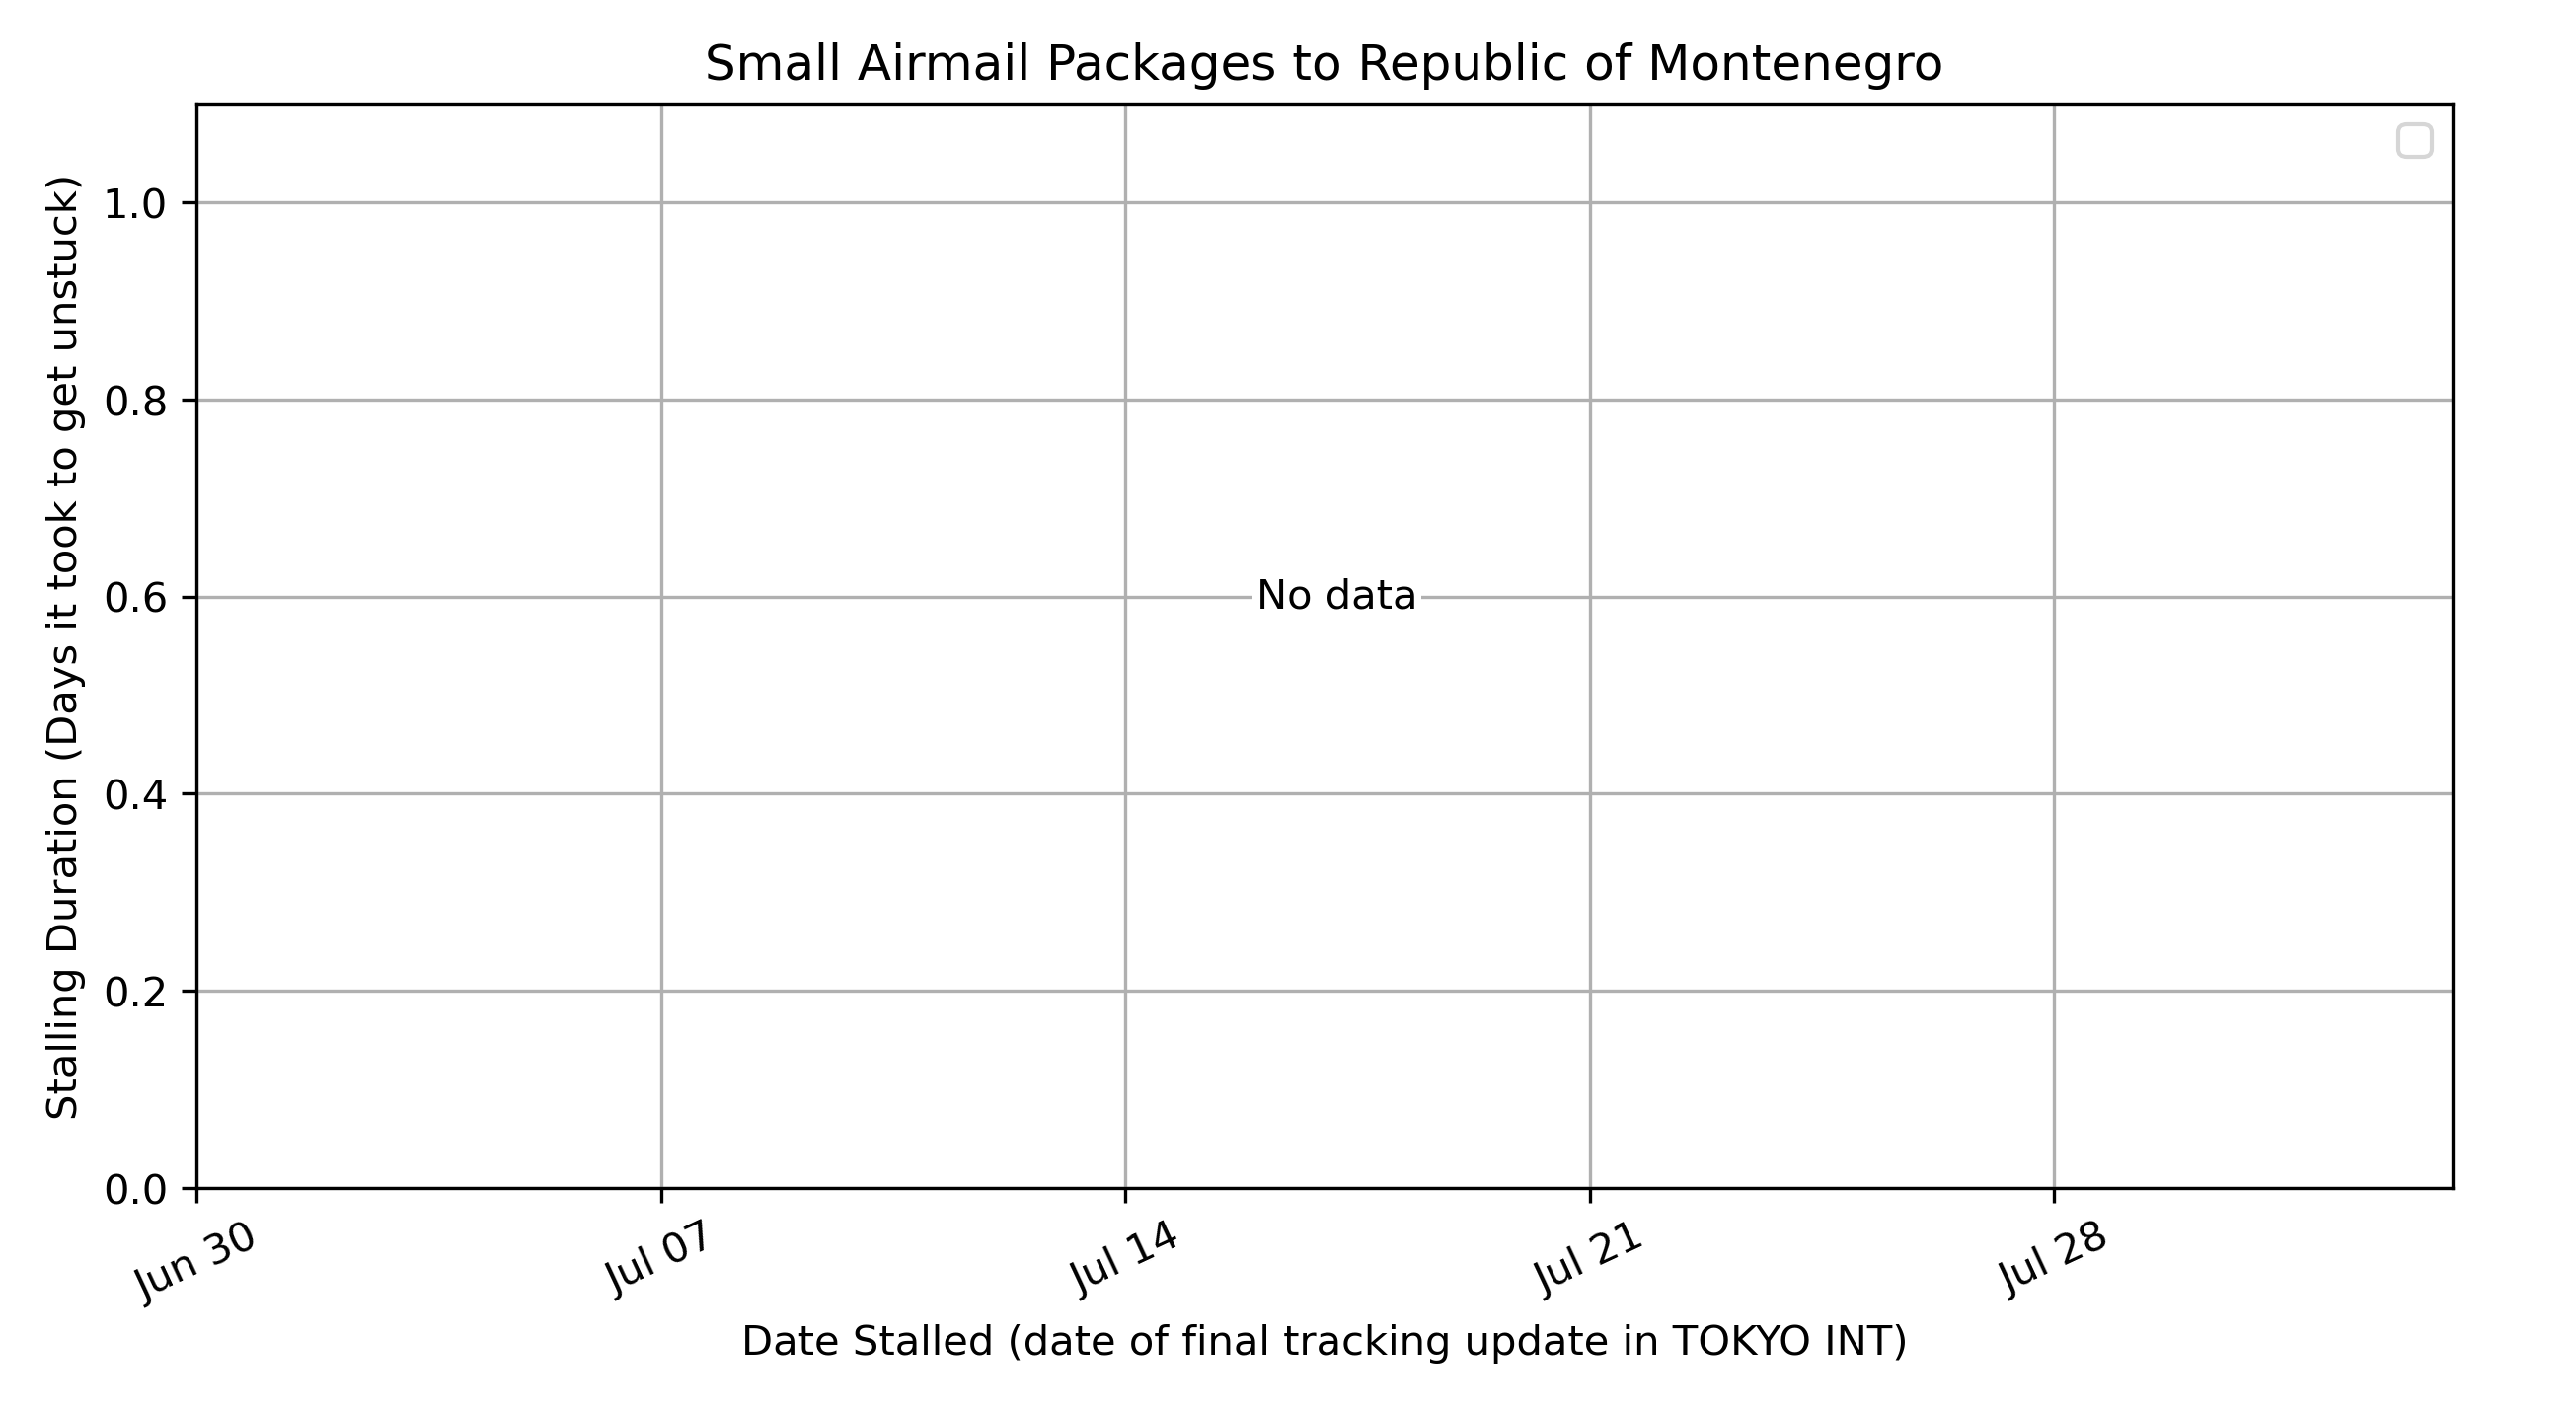 Small Airmail Packages to Republic of Montenegro
Stalling Duration (Days it took to get unstuck)
1.0
0.8
0.6
0.4
0.2
0.0
No data
Jun 30
Jul 07
Jul 14
Jul 21
Jul 28
Date Stalled (date of final tracking update in TOKYO INT)